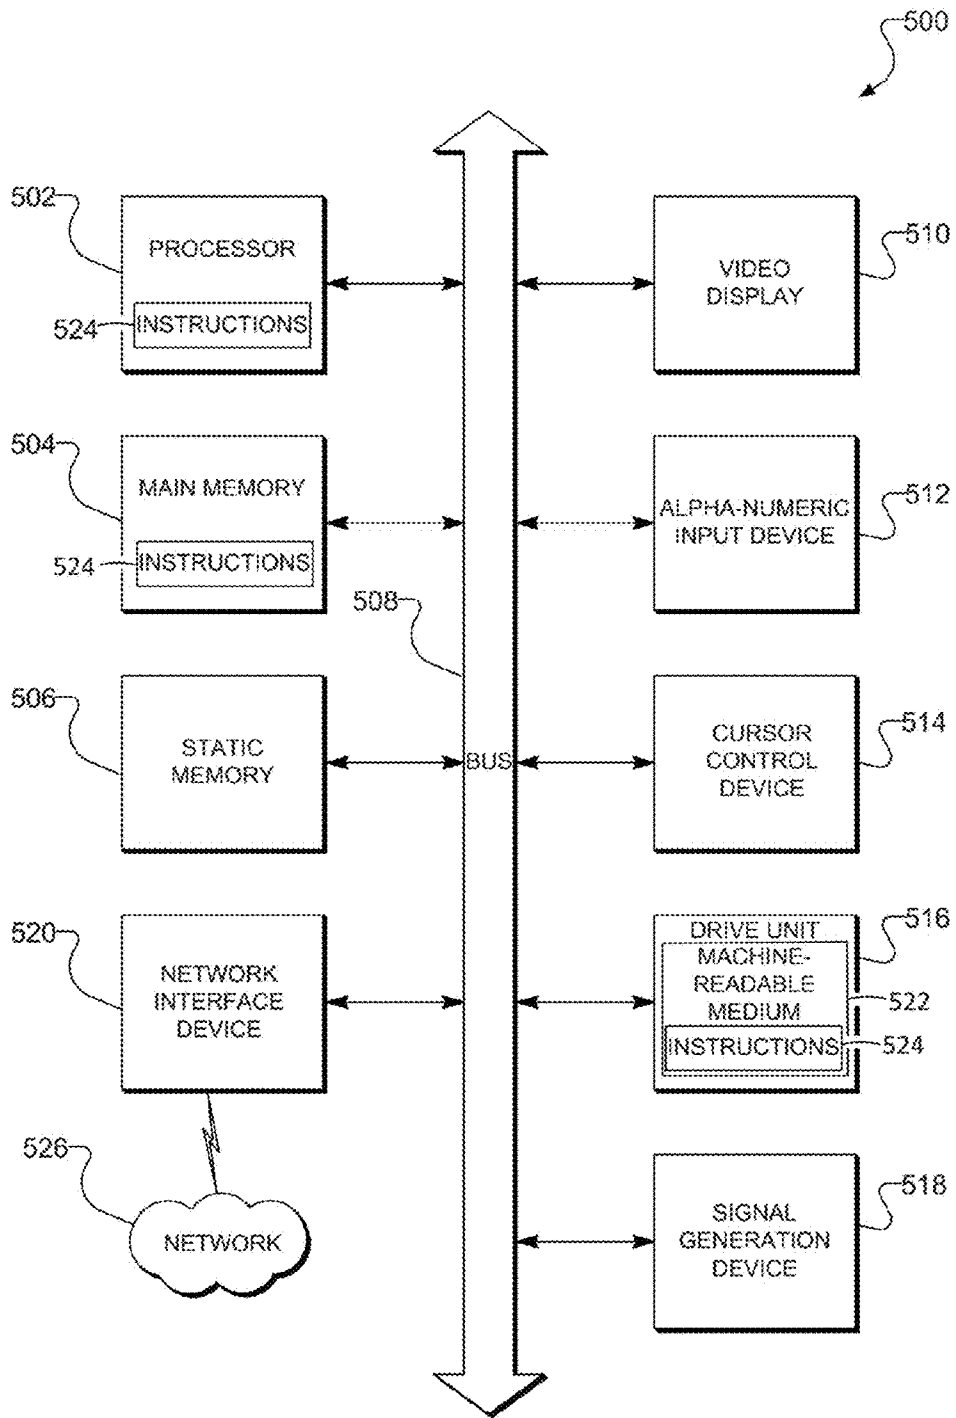 500
502
PROCESSOR
524
INSTRUCTIONS
510
VIDEO
DISPLAY
504
MAIN MEMORY
524
INSTRUCTIONS
512
ALPHA-NUMERIC
INPUT DEVICE
508
506
STATIC
MEMORY
BUS
514
CURSOR
CONTROL
DEVICE
520
NETWORK
INTERFACE
DEVICE
516
DRIVE UNIT
MACHINE-
READABLE
MEDIUM
522
INSTRUCTIONS
524
526
NETWORK
518
SIGNAL
GENERATION
DEVICE